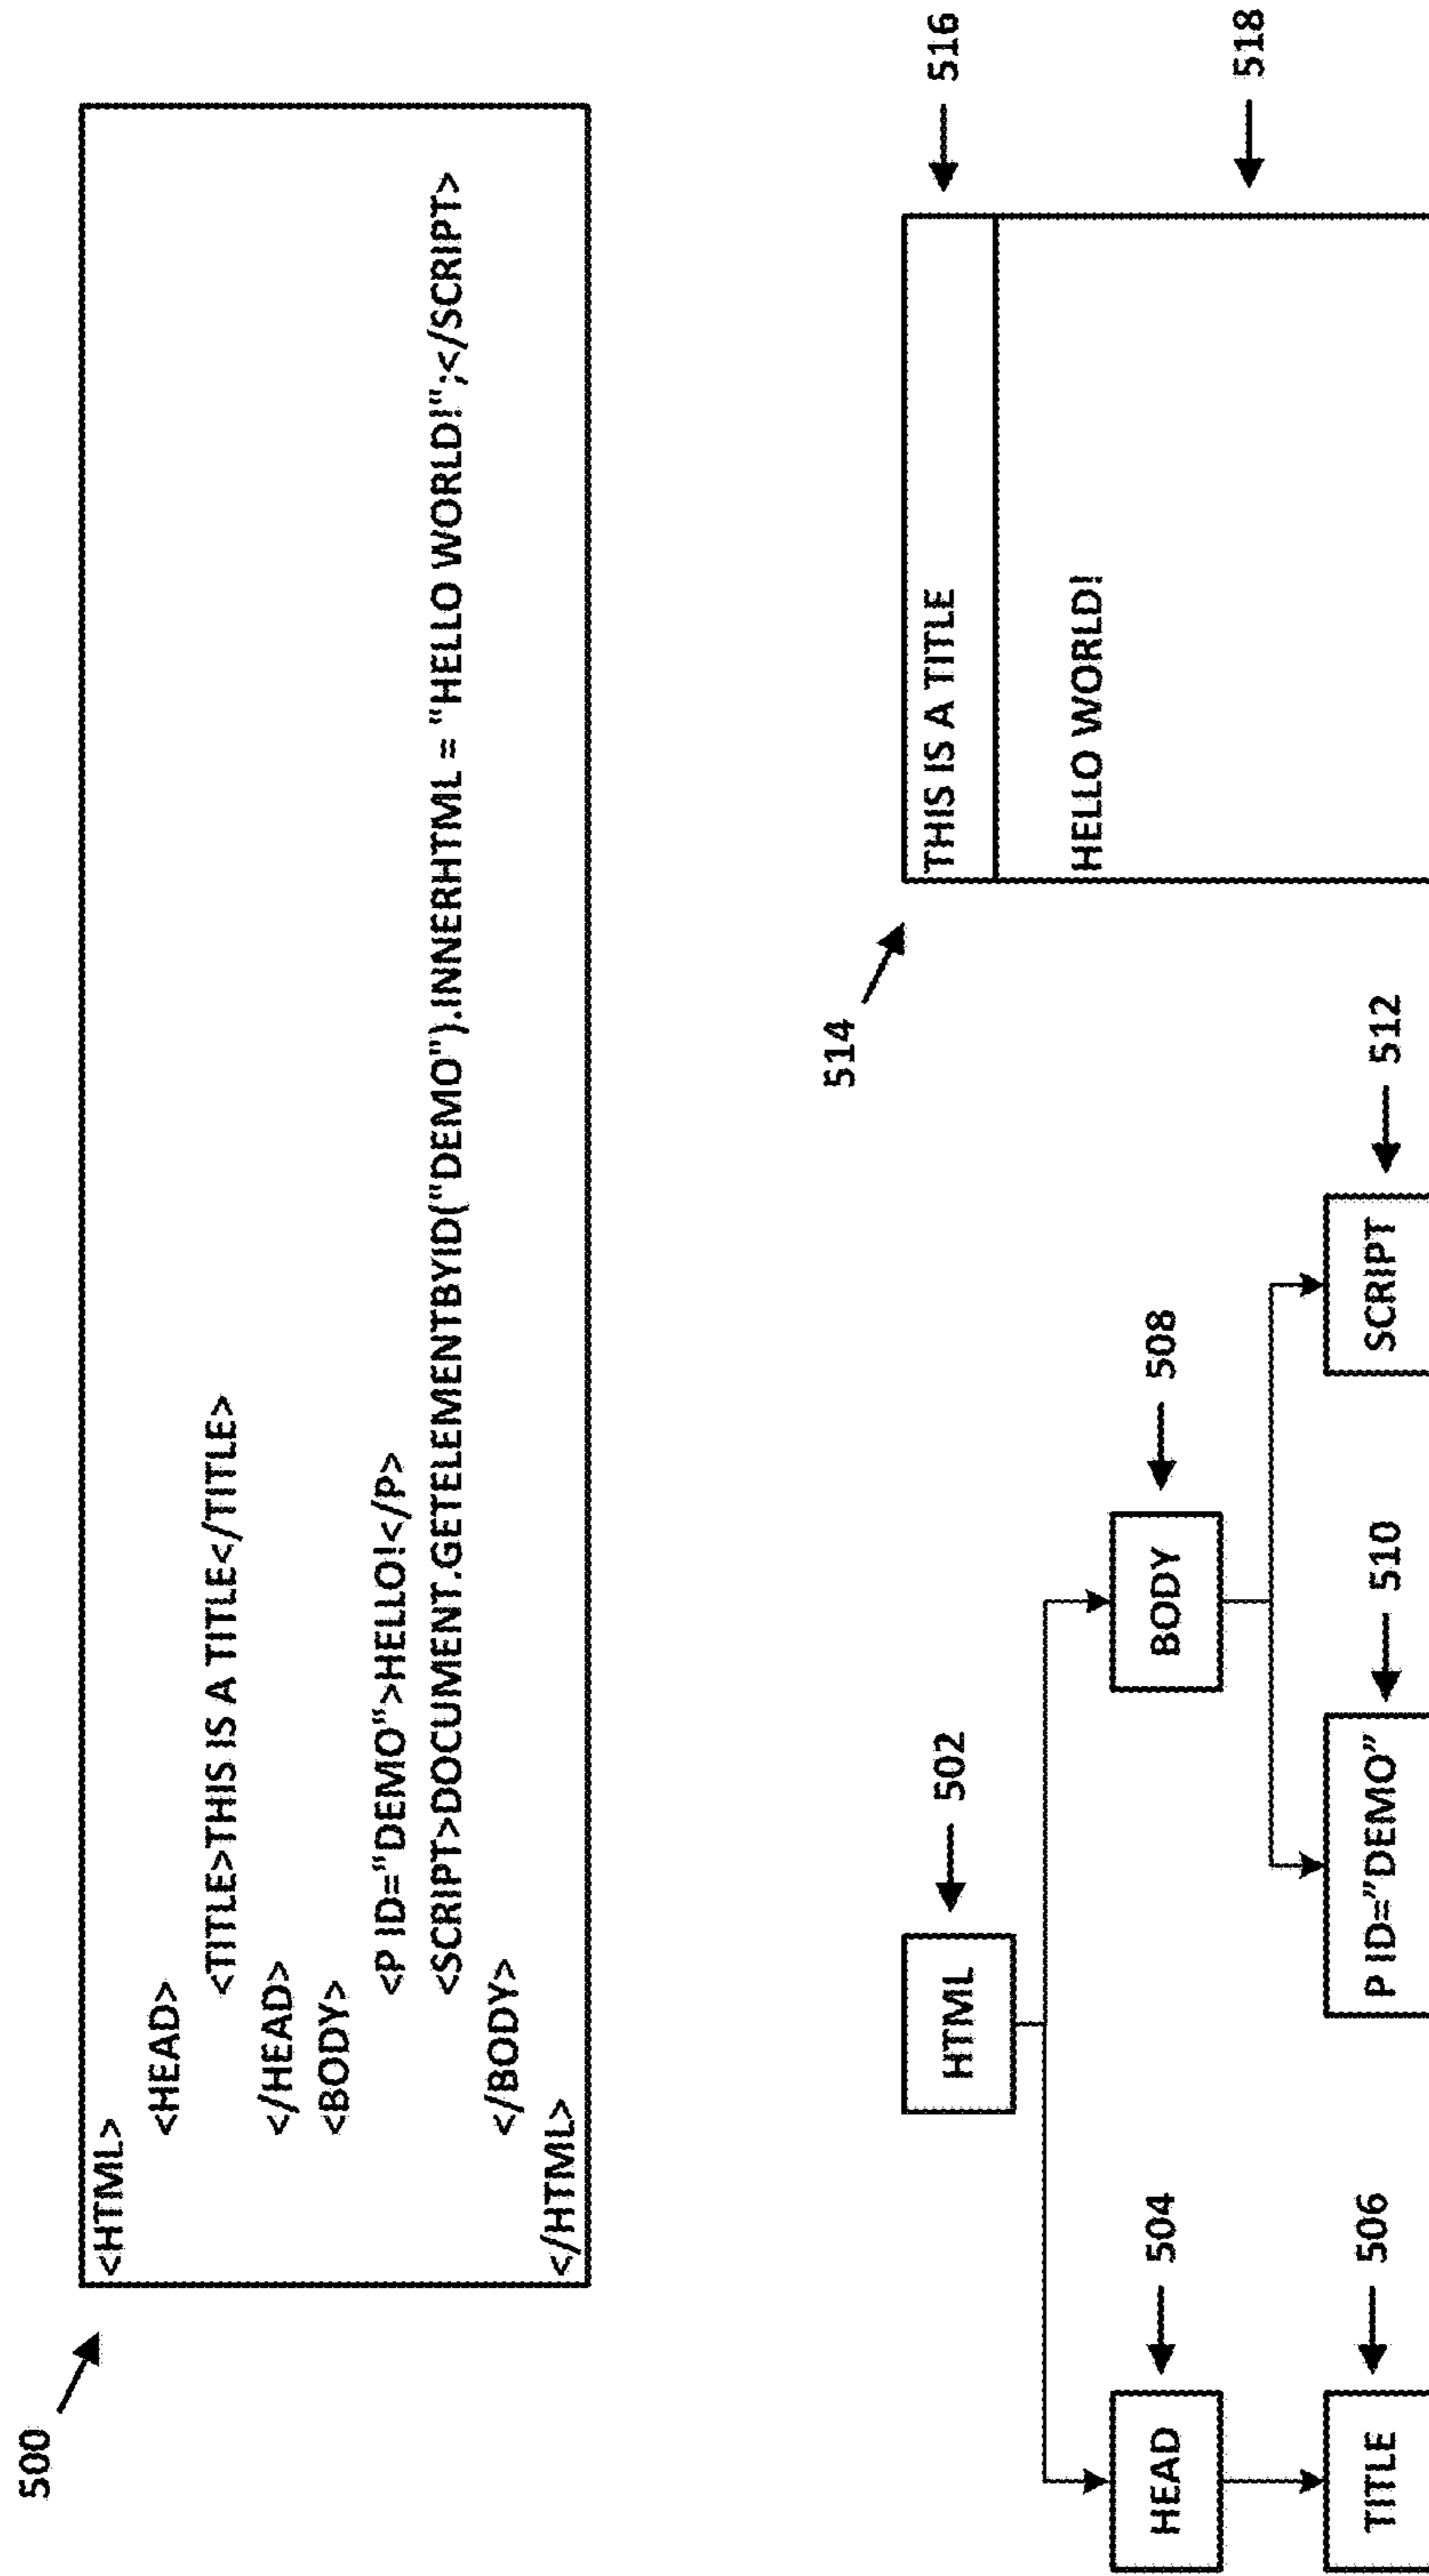 500
<HTML>
<HEAD>
<TITLE>THIS IS A TITLE</TITLE>
</HEAD>
<BODY>
<P ID="DEMO">HELLO!</P>
<SCRIPT>DOCUMENT.GETELEMENTBYID("DEMO").INNERHTML = "HELLO WORLD!";</SCRIPT>
</BODY>
</HTML>
HTML
502
HEAD
504
BODY
508
TITLE
506
P ID="DEMO"
510
SCRIPT
512
514
THIS IS A TITLE
516
HELLO WORLD!
518